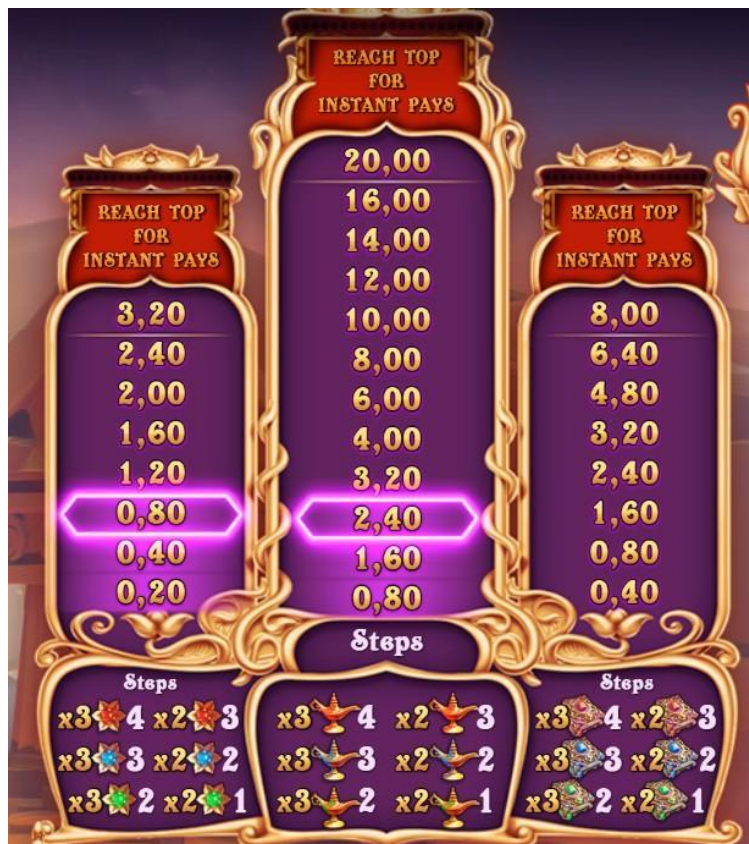 REACH TOP
FOR
INSTANT PAYS
20,00
16,00
14,00
12,00
10,00
8,00
6,00
4,00
3,20
2,40
1,60
0,80
Steps
x3 4 x2 3
x3 3 x2 2
x3 2 x2 1
REACH TOP
FOR
INSTANT PAYS
3,20
2,40
2,00
1,60
1,20
0,80
0,40
0,20
Steps
x3 4 x2 3
x3 3 x2 2
x3 2 x2 1
REACH TOP
FOR
INSTANT PAYS
8,00
6,40
4,80
3,20
2,40
1,60
0,80
0,40
Steps
x3 4 x2 3
x3 3 x2 2
x3 2 x2 1